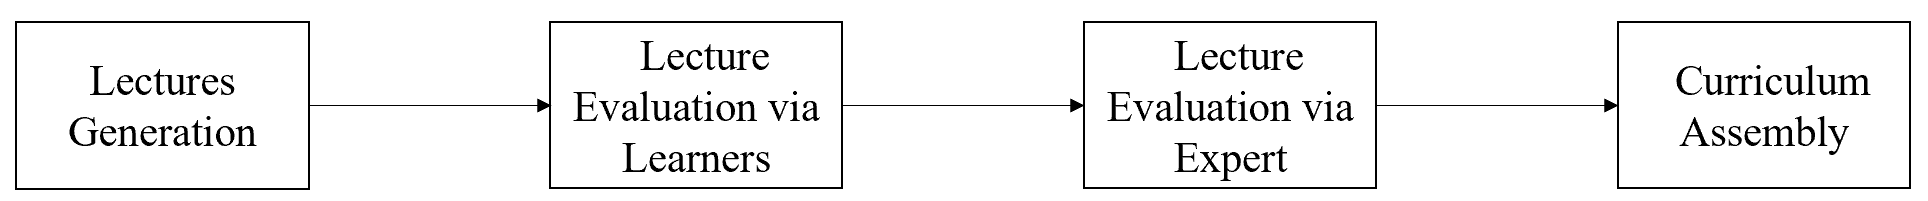 Lectures
Generation
Lecture
Evaluation via
Learners
Lecture
Evaluation via
Expert
Curriculum
Assembly